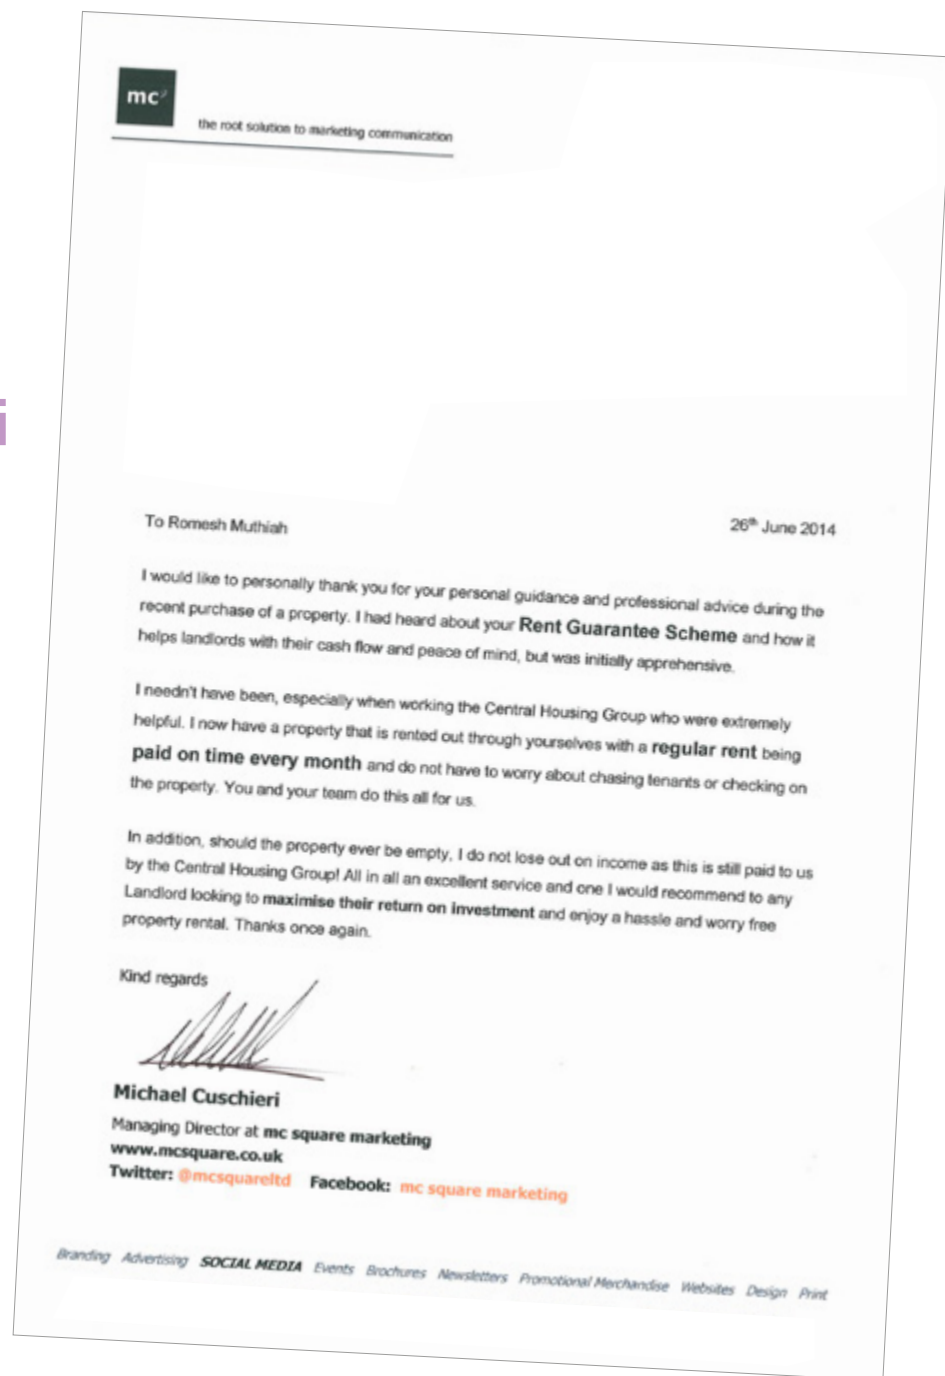 mc²
the root solution to marketing communication
i
To Romesh Muthiah
26th June 2014
I would like to personally thank you for your personal guidance and professional advice during the
recent purchase of a property. I had heard about your Rent Guarantee Scheme and how it
helps landlords with their cash flow and peace of mind, but was initially apprehensive.
I needn't have been, especially when working the Central Housing Group who were extremely
helpful. I now have a property that is rented out through yourselves with a regular rent being
paid on time every month and do not have to worry about chasing tenants or checking on
the property. You and your team do this all for us.
In addition, should the property ever be empty, I do not lose out on income as this is still paid to us
by the Central Housing Group! All in all an excellent service and one I would recommend to any
Landlord looking to maximise their return on investment and enjoy a hassle and worry free
property rental. Thanks once again.
Kind regards
Michael Cuschieri
Managing Director at mc square marketing
www.mcsquare.co.uk
Twitter: @mcsquareltd Facebook: mc square marketing
Branding Advertising SOCIAL MEDIA Events Brochures Newsletters Promotional Merchandise Websites Design Print